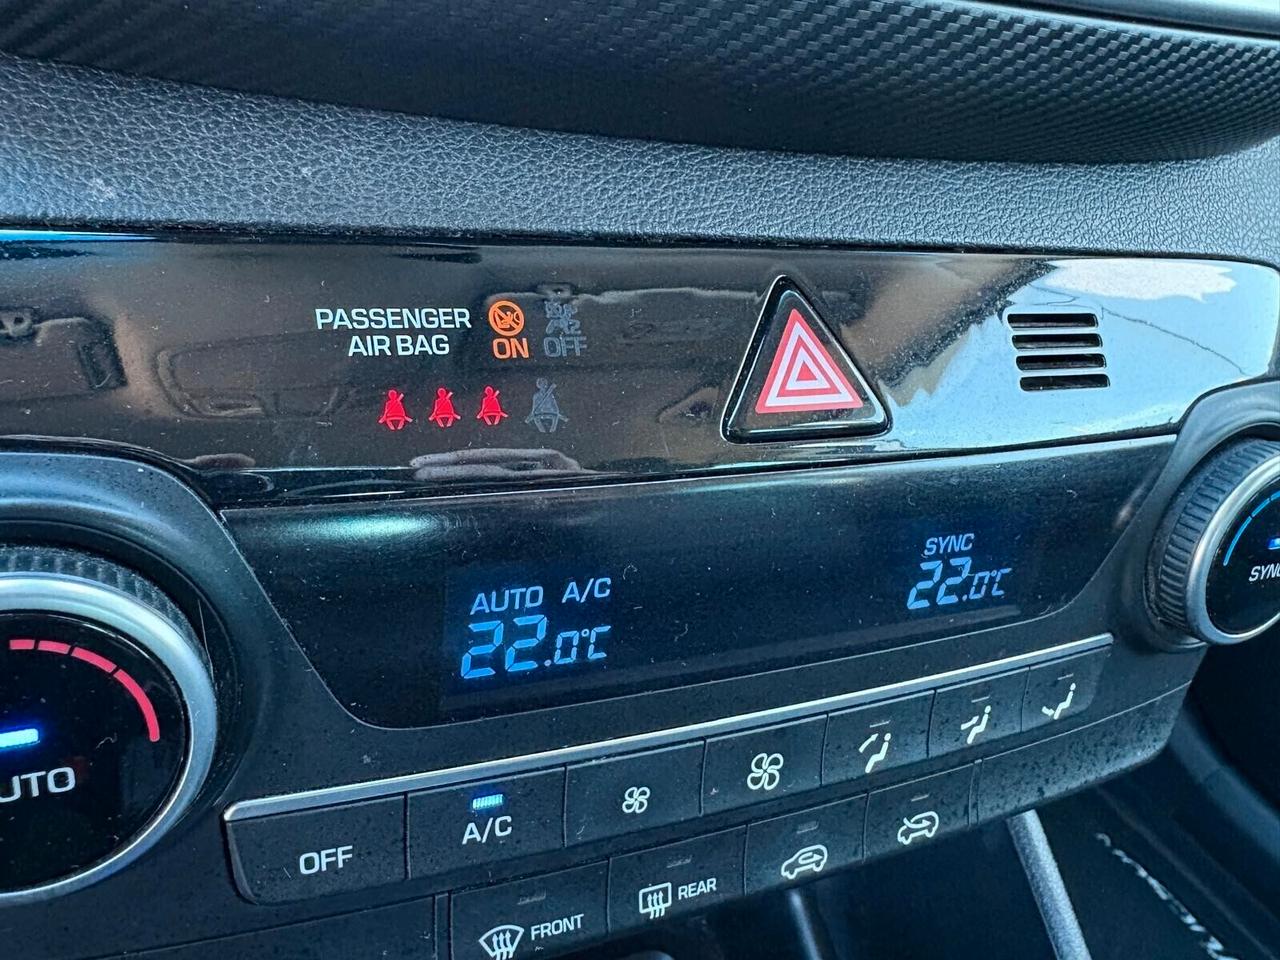 PASSENGER
AIR BAG
ON
OFF
AUTO A/C
22.0°C
SYNC
22.0°C
SYNC
AUTO
OFF
A/C
FRONT
REAR